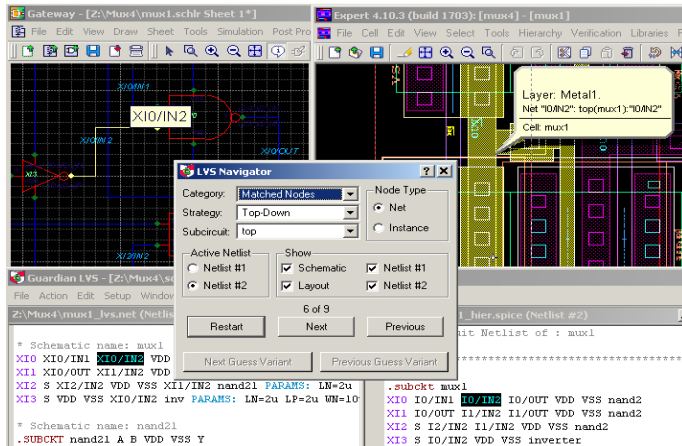 Gateway - [Z:\Mux4\mux1.schlr Sheet 1*]
File Edit View Draw Sheet Tools Simulation Post Pro
XI0/IN1
XI0/IN2
XI0/IN2
XI0/OUT
XI3
XI2/IN2
Expert 4.10.3 (build 1703): [mux4] - [mux1]
File Cell Edit View Select Tools Hierarchy Verification Libraries
Layer: Metal1.
Net "I0/IN2": top(mux1):"I0/IN2"
Cell: mux1
LVS Navigator
Category: Matched Nodes
Strategy: Top-Down
Subcircuit: top
Node Type
Net
Instance
Active Netlist
Netlist #1
Netlist #2
Show
Schematic
Netlist #1
Layout
Netlist #2
6 of 9
Restart
Next
Previous
Next Guess Variant
Previous Guess Variant
Guardian LVS - [Z:\Mux4\
File Action Edit Setup Window
Z:\Mux4\mux1_lvs.net (Netlis
* Schematic name: mux1
XI0 XI0/IN1 XI0/IN2 VDD
XI1 XI0/OUT XI1/IN2 VDD
XI2 S XI2/IN2 VDD VSS XI1/IN2 nand21 PARAMS: LN=2u
XI3 S VDD VSS XI0/IN2 inv PARAMS: LN=2u LP=2u WN=10
* Schematic name: nand21
.SUBCKT nand21 A B VDD VSS Y
1_hier.spice (Netlist #2)
it Netlist of : mux1
.subckt mux1
XI0 I0/IN1 I0/IN2 I0/OUT VDD VSS nand2
XI1 I0/OUT I1/IN2 I1/OUT VDD VSS nand2
XI2 S I2/IN2 I1/IN2 VDD VSS nand2
XI3 S I0/IN2 VDD VSS inverter